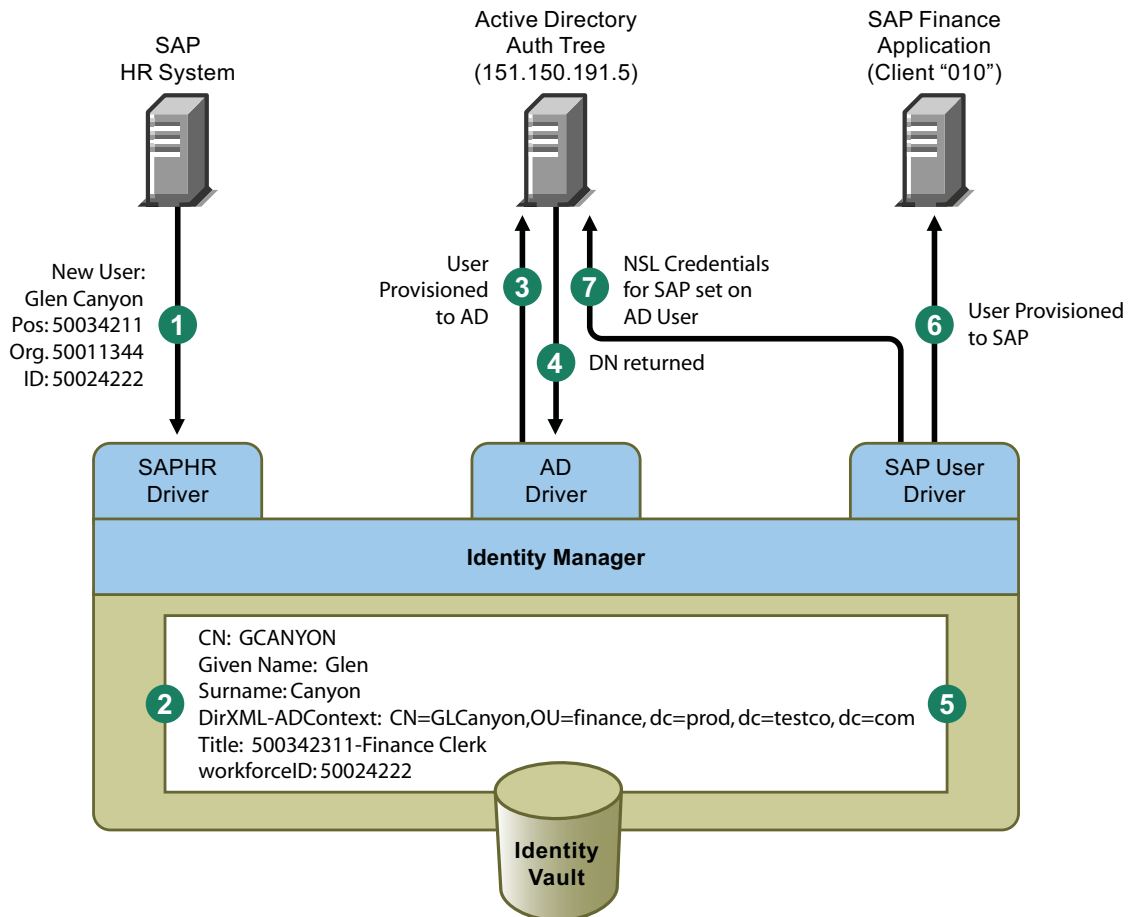 SAP
HR System
Active Directory
Auth Tree
(151.150.191.5)
SAP Finance
Application
(Client “010”)
New User:
Glen Canyon
Pos: 50034211
Org. 50011344
ID: 50024222
1
User
Provisioned
to AD
3
4
DN returned
7
NSL Credentials
for SAP set on
AD User
6
User Provisioned
to SAP
SAPHR
Driver
AD
Driver
SAP User
Driver
Identity Manager
2
CN: GCANYON
Given Name: Glen
Surname: Canyon
DirXML-ADContext: CN=GLCanyon,OU=finance, dc=prod, dc=testco, dc=com
Title: 500342311-Finance Clerk
workforceID: 50024222
5
Identity
Vault